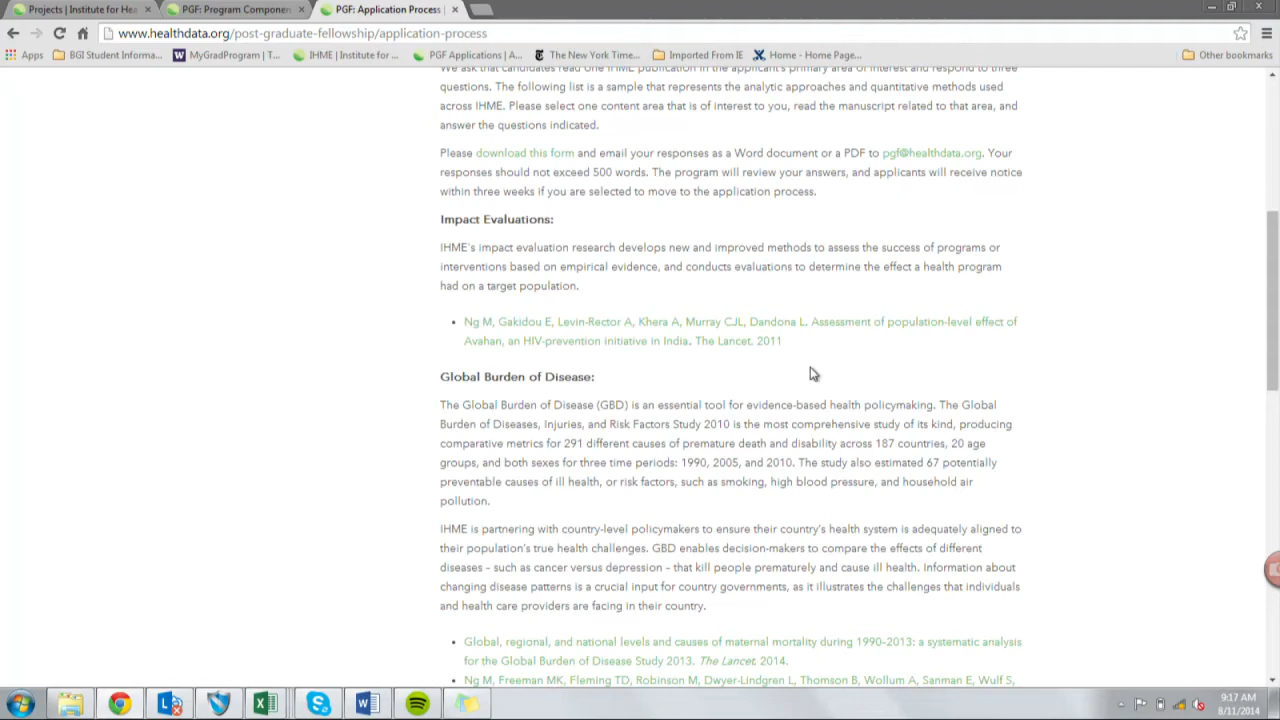 Projects | Institute for Hea
PGF: Program Componen
PGF: Application Process |
www.healthdata.org/post-graduate-fellowship/application-process
Apps
BGI Student Informa...
MyGradProgram | T...
IHME | Institute for ...
PGF Applications | A...
The New York Time...
Imported From IE
Home - Home Page...
Other bookmarks
We ask that candidates read one IHME publication in the applicant's primary area of interest and respond to three
questions. The following list is a sample that represents the analytic approaches and quantitative methods used
across IHME. Please select one content area that is of interest to you, read the manuscript related to that area, and
answer the questions indicated.
Please download this form and email your responses as a Word document or a PDF to pgf@healthdata.org. Your
responses should not exceed 500 words. The program will review your answers, and applicants will receive notice
within three weeks if you are selected to move to the application process.
Impact Evaluations:
IHME's impact evaluation research develops new and improved methods to assess the success of programs or
interventions based on empirical evidence, and conducts evaluations to determine the effect a health program
had on a target population.
• Ng M, Gakidou E, Levin-Rector A, Khera A, Murray CJL, Dandona L. Assessment of population-level effect of
Avahan, an HIV-prevention initiative in India. The Lancet. 2011
Global Burden of Disease:
The Global Burden of Disease (GBD) is an essential tool for evidence-based health policymaking. The Global
Burden of Diseases, Injuries, and Risk Factors Study 2010 is the most comprehensive study of its kind, producing
comparative metrics for 291 different causes of premature death and disability across 187 countries, 20 age
groups, and both sexes for three time periods: 1990, 2005, and 2010. The study also estimated 67 potentially
preventable causes of ill health, or risk factors, such as smoking, high blood pressure, and household air
pollution.
IHME is partnering with country-level policymakers to ensure their country's health system is adequately aligned to
their population's true health challenges. GBD enables decision-makers to compare the effects of different
diseases – such as cancer versus depression – that kill people prematurely and cause ill health. Information about
changing disease patterns is a crucial input for country governments, as it illustrates the challenges that individuals
and health care providers are facing in their country.
• Global, regional, and national levels and causes of maternal mortality during 1990–2013: a systematic analysis
for the Global Burden of Disease Study 2013. The Lancet. 2014.
• Ng M, Freeman MK, Fleming TD, Robinson M, Dwyer-Lindgren L, Thomson B, Wollum A, Sanman E, Wulf S,
9:17 AM
8/11/2014